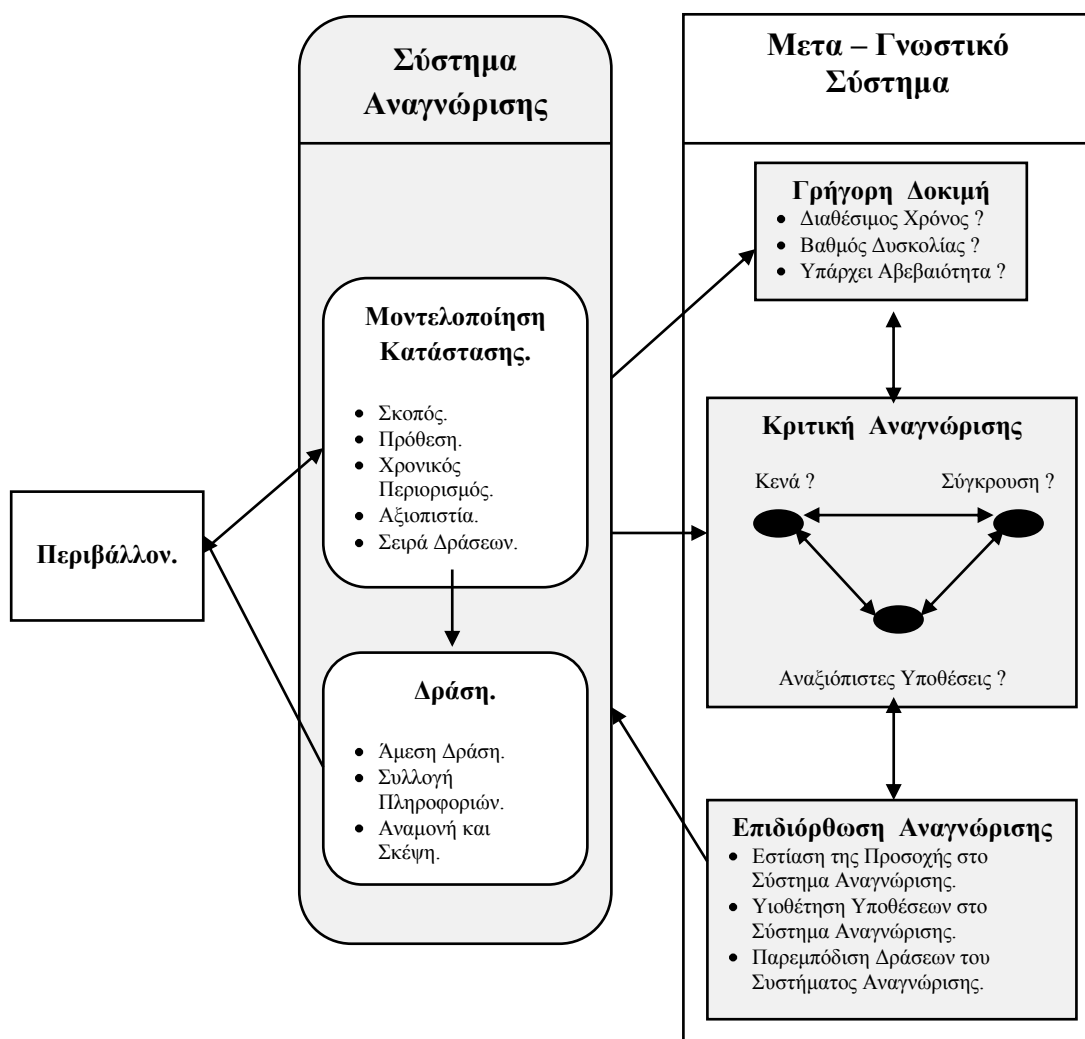 Περιβάλλον.
Σύστημα
Αναγνώρισης
Μοντελοποίηση
Κατάστασης.
• Σκοπός.
• Πρόθεση.
• Χρονικός
Περιορισμός.
• Αξιοπιστία.
• Σειρά Δράσεων.
Δράση.
• Άμεση Δράση.
• Συλλογή
Πληροφοριών.
• Αναμονή και
Σκέψη.
Μετα – Γνωστικό
Σύστημα
Γρήγορη Δοκιμή
• Διαθέσιμος Χρόνος ?
• Βαθμός Δυσκολίας ?
• Υπάρχει Αβεβαιότητα ?
Κριτική Αναγνώρισης
Κενά ? Σύγκρουση ?
Αναξιόπιστες Υποθέσεις ?
Επιδιόρθωση Αναγνώρισης
• Εστίαση της Προσοχής στο
Σύστημα Αναγνώρισης.
• Υιοθέτηση Υποθέσεων στο
Σύστημα Αναγνώρισης.
• Παρεμπόδιση Δράσεων του
Συστήματος Αναγνώρισης.